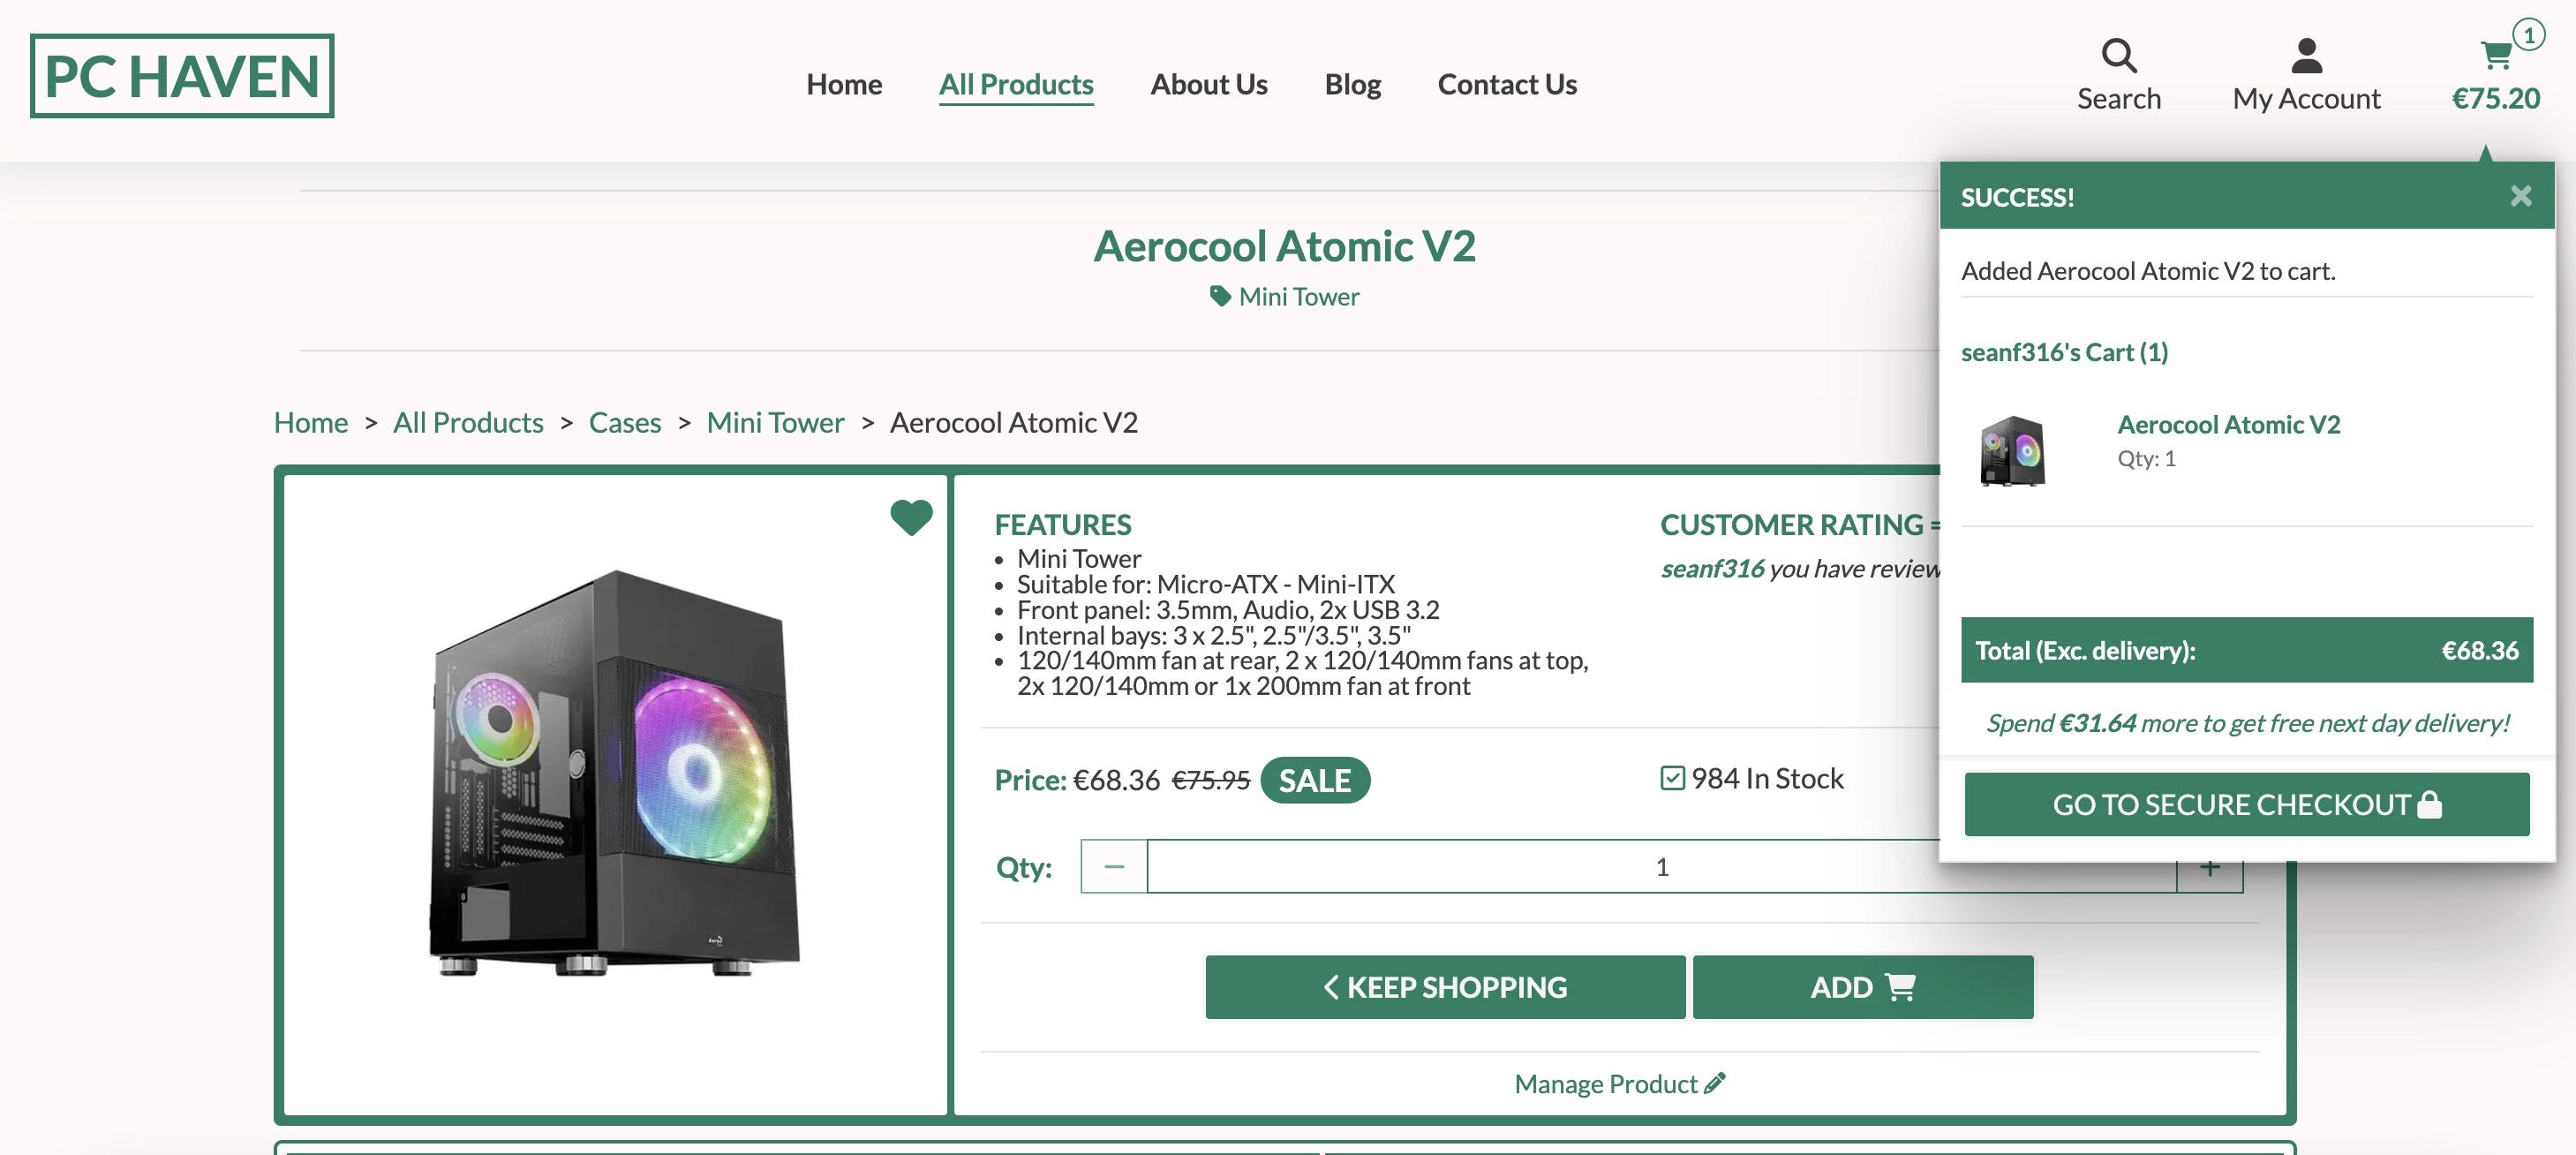 PC HAVEN
Home
All Products
About Us
Blog
Contact Us
Search
My Account
1
€75.20
SUCCESS!
Added Aerocool Atomic V2 to cart.
seanf316's Cart (1)
Aerocool Atomic V2
Qty: 1
Total (Exc. delivery): €68.36
Spend €31.64 more to get free next day delivery!
GO TO SECURE CHECKOUT
Aerocool Atomic V2
Mini Tower
Home > All Products > Cases > Mini Tower > Aerocool Atomic V2
FEATURES
Mini Tower
Suitable for: Micro-ATX - Mini-ITX
Front panel: 3.5mm, Audio, 2x USB 3.2
Internal bays: 3 x 2.5", 2.5"/3.5", 3.5"
120/140mm fan at rear, 2 x 120/140mm fans at top,
2x 120/140mm or 1x 200mm fan at front
CUSTOMER RATING =
seanf316 you have review
Price: €68.36 €75.95 SALE
984 In Stock
Qty: − 1 +
KEEP SHOPPING
ADD
Manage Product